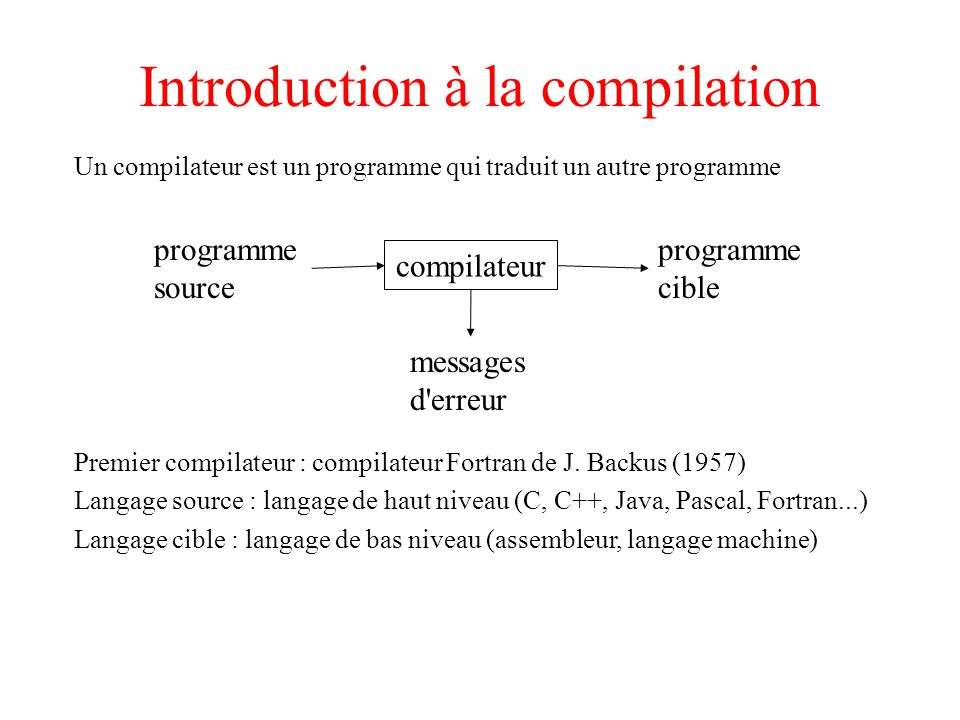 Introduction à la compilation
Un compilateur est un programme qui traduit un autre programme
programme
source
compilateur
programme
cible
messages
d'erreur
Premier compilateur : compilateur Fortran de J. Backus (1957)
Langage source : langage de haut niveau (C, C++, Java, Pascal, Fortran...)
Langage cible : langage de bas niveau (assembleur, langage machine)